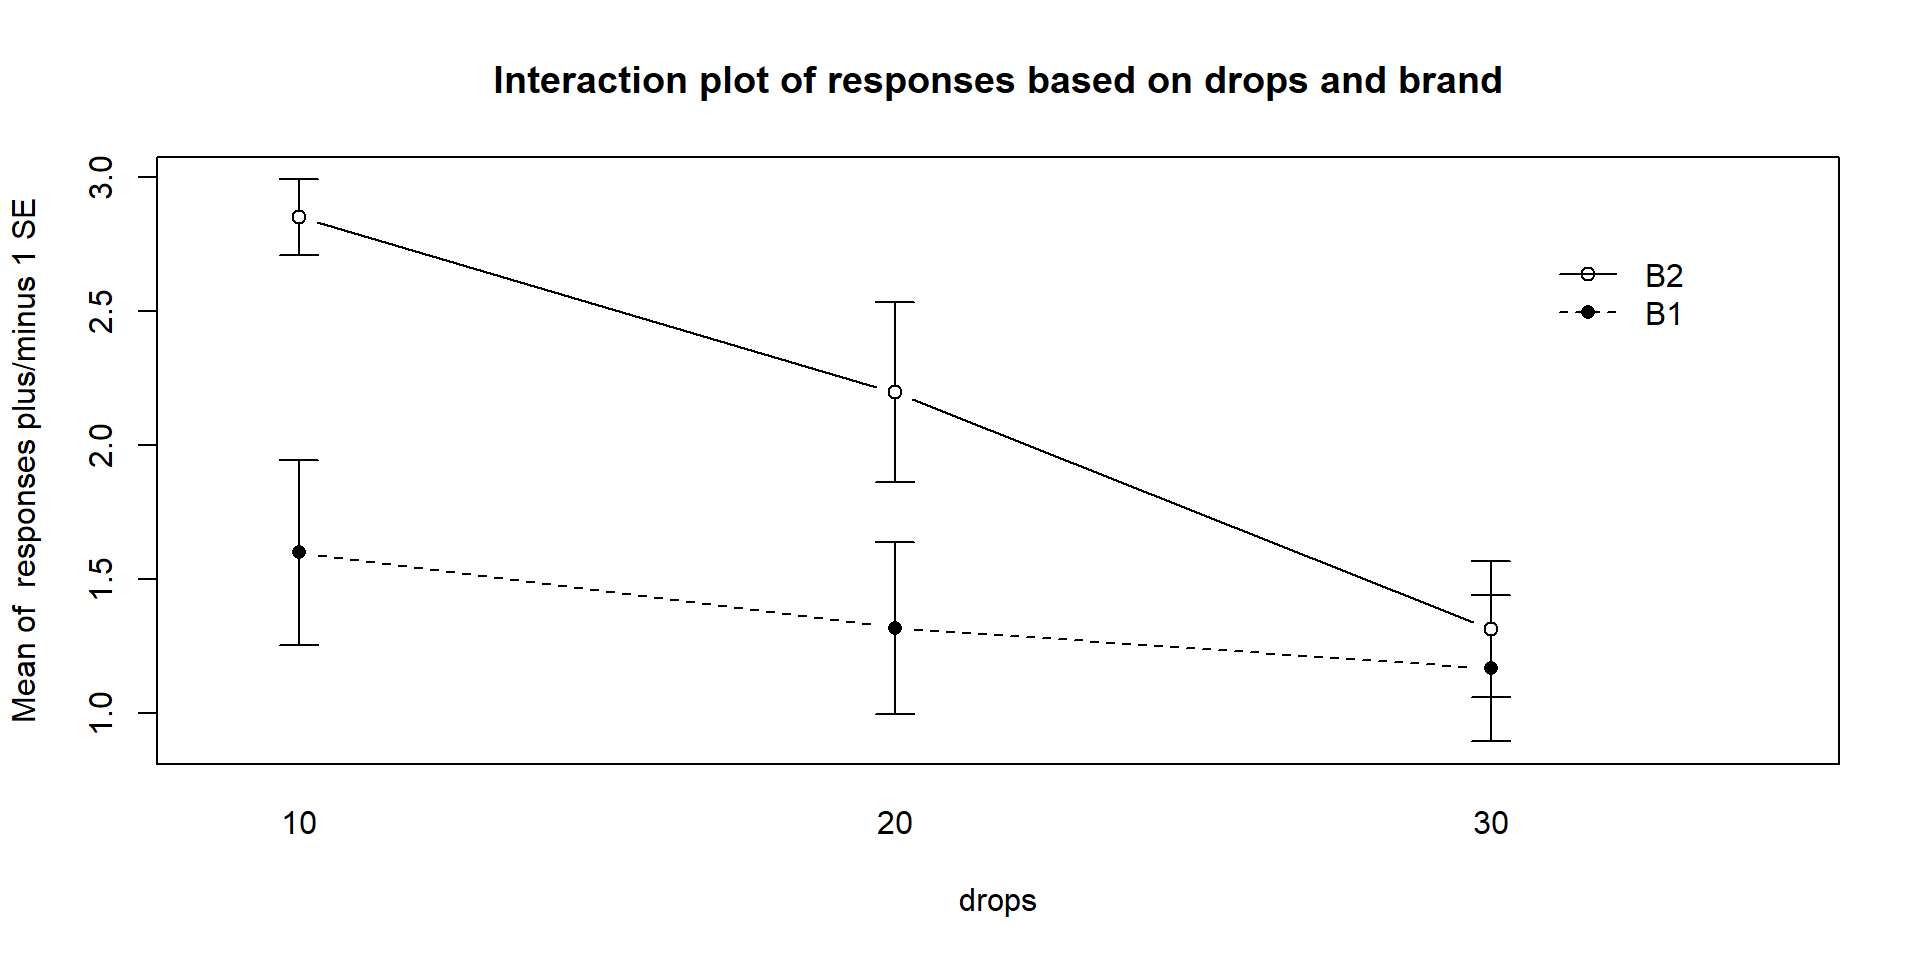 Interaction plot of responses based on drops and brand
Mean of  responses plus/minus 1 SE
3.0
2.5
2.0
1.5
1.0
B2
B1
10
20
30
drops